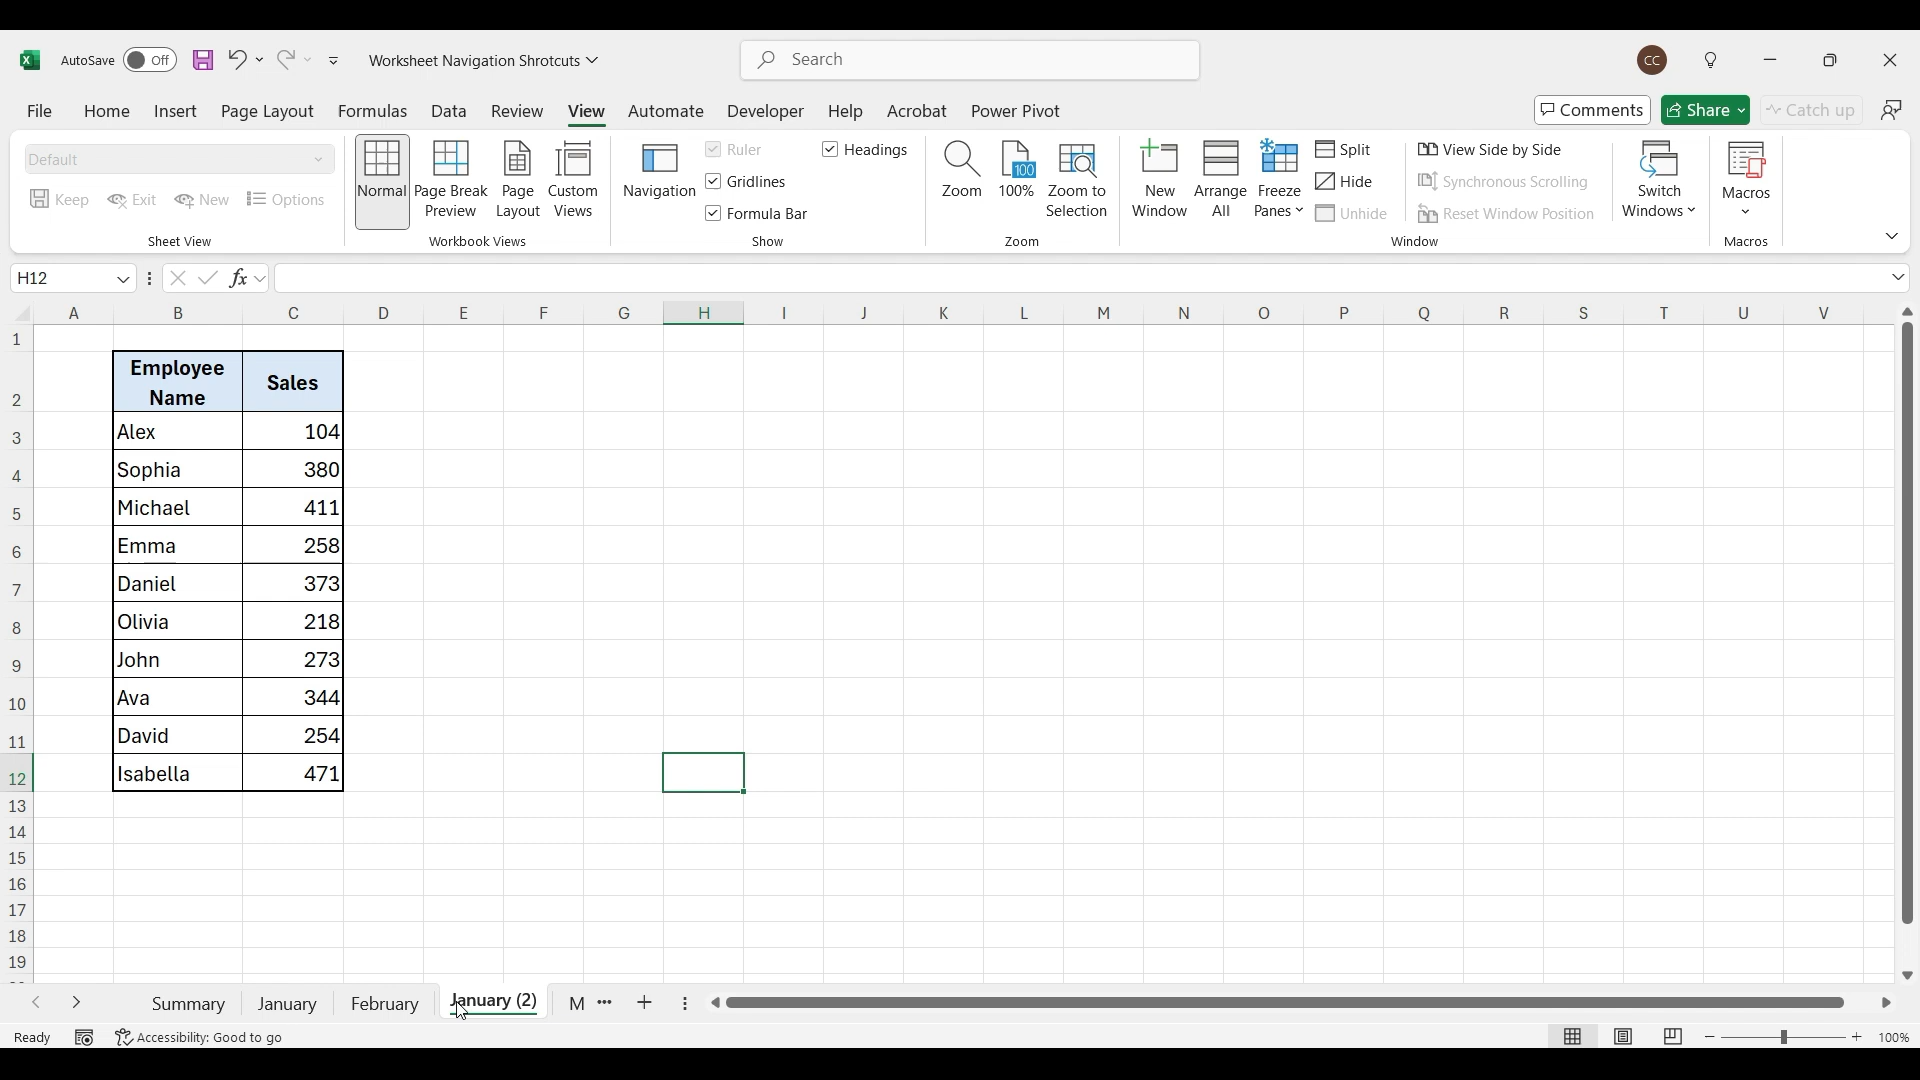 AutoSave Off Worksheet Navigation Shrotcuts Search CC
File Home Insert Page Layout Formulas Data Review View Automate Developer Help Acrobat Power Pivot Comments Share Catch up
Default
Keep Exit New Options
Sheet View
Normal Page Break Preview Page Layout Custom Views
Workbook Views
Navigation
Ruler Headings
Gridlines
Formula Bar
Show
Zoom 100 100% Zoom to Selection
Zoom
New Window Arrange All Freeze Panes
Split
Hide
Unhide
View Side by Side
Synchronous Scrolling
Reset Window Position
Switch Windows
Window
Macros
Macros
H12 fx
A B C D E F G H I J K L M N O P Q R S T U V
1
2 Employee Name Sales
3 Alex 104
4 Sophia 380
5 Michael 411
6 Emma 258
7 Daniel 373
8 Olivia 218
9 John 273
10 Ava 344
11 David 254
12 Isabella 471
13
14
15
16
17
18
19
Summary January February January (2) M
Ready Accessibility: Good to go 100%